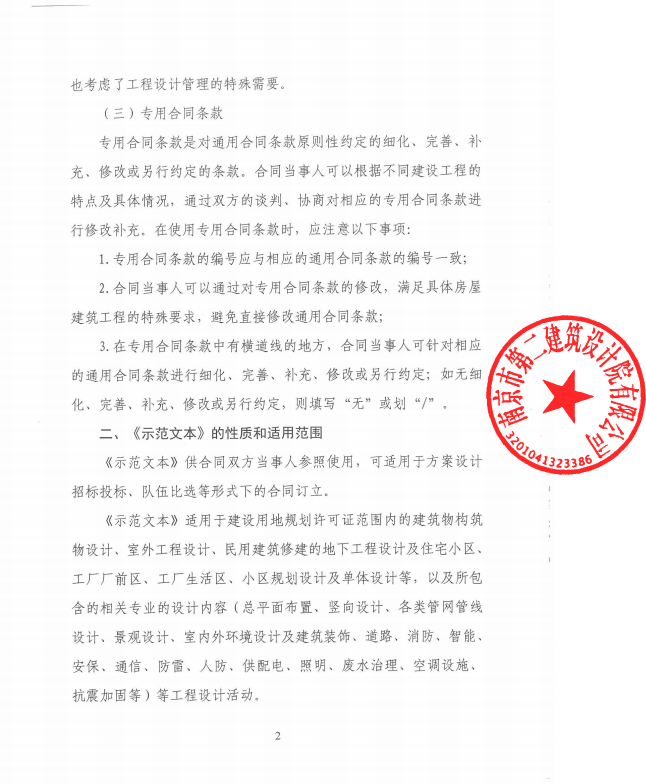 也考虑了工程设计管理的特殊需要。
（三）专用合同条款
专用合同条款是对通用合同条款原则性约定的细化、完善、补
充、修改或另行约定的条款。合同当事人可以根据不同建设工程的
特点及具体情况，通过双方的谈判、协商对相应的专用合同条款进
行修改补充。在使用专用合同条款时，应注意以下事项：
1.专用合同条款的编号应与相应的通用合同条款的编号一致；
2.合同当事人可以通过对专用合同条款的修改，满足具体房屋
建筑工程的特殊要求，避免直接修改通用合同条款；
3.在专用合同条款中有横道线的地方，合同当事人可针对相应
的通用合同条款进行细化、完善、补充、修改或另行约定；如无细
化、完善、补充、修改或另行约定，则填写“无”或划“/”。
南京市第二建筑设计院有限公司
3201041323386
二、《示范文本》的性质和适用范围
《示范文本》供合同双方当事人参照使用，可适用于方案设计
招标投标、队伍比选等形式下的合同订立。
《示范文本》适用于建设用地规划许可证范围内的建筑物构筑
物设计、室外工程设计、民用建筑修建的地下工程设计及住宅小区、
工厂厂前区、工厂生活区、小区规划设计及单体设计等，以及所包
含的相关专业的设计内容（总平面布置、竖向设计、各类管网管线
设计、景观设计、室内外环境设计及建筑装饰、道路、消防、智能、
安保、通信、防雷、人防、供配电、照明、废水治理、空调设施、
抗震加固等）等工程设计活动。
2